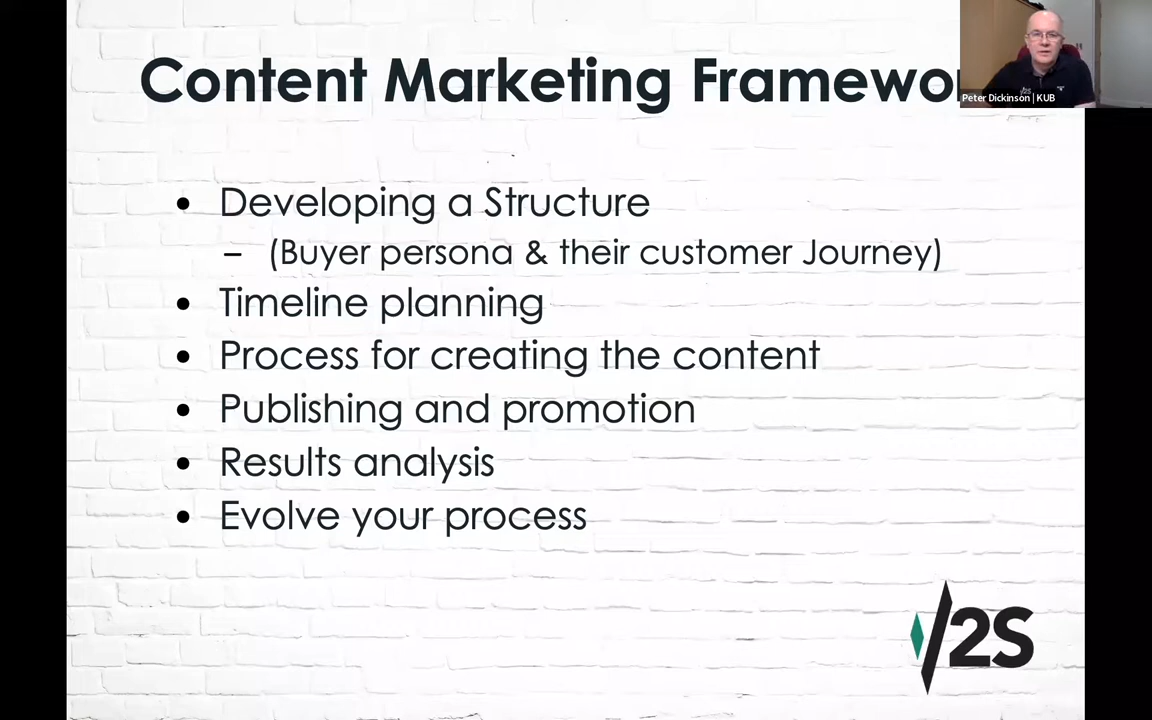 Content Marketing Framewor
Peter Dickinson | KUB
• Developing a Structure
– (Buyer persona & their customer Journey)
• Timeline planning
• Process for creating the content
• Publishing and promotion
• Results analysis
• Evolve your process
/2S